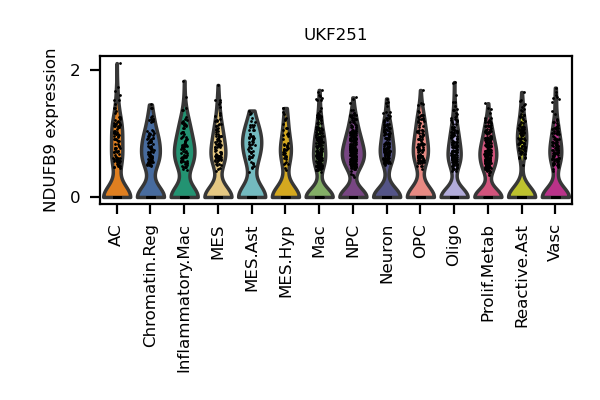 UKF251
NDUFB9 expression
2
0
AC
Chromatin.Reg
Inflammatory.Mac
MES
MES.Ast
MES.Hyp
Mac
NPC
Neuron
OPC
Oligo
Prolif.Metab
Reactive.Ast
Vasc